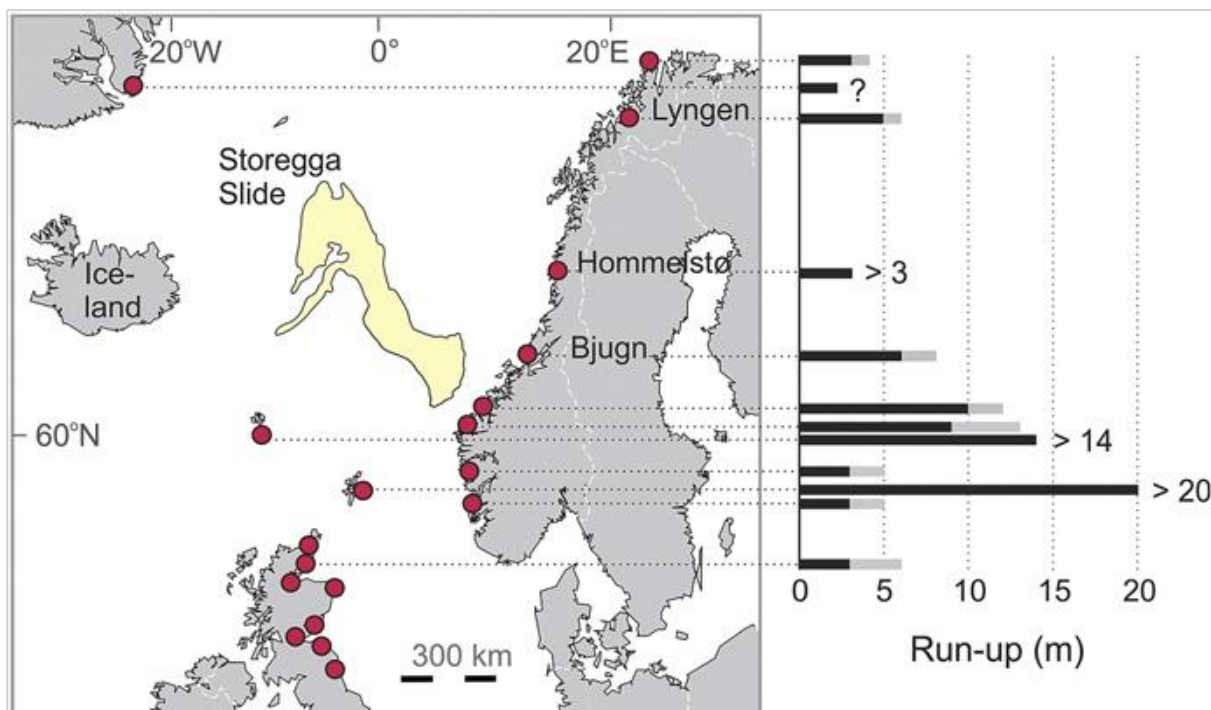 20°W
0°
20°E
Lyngen
?
Storegga
Slide
Hommelstø
> 3
Ice-
land
Bjugn
60°N
> 14
> 20
0
5
10
15
20
300 km
Run-up (m)